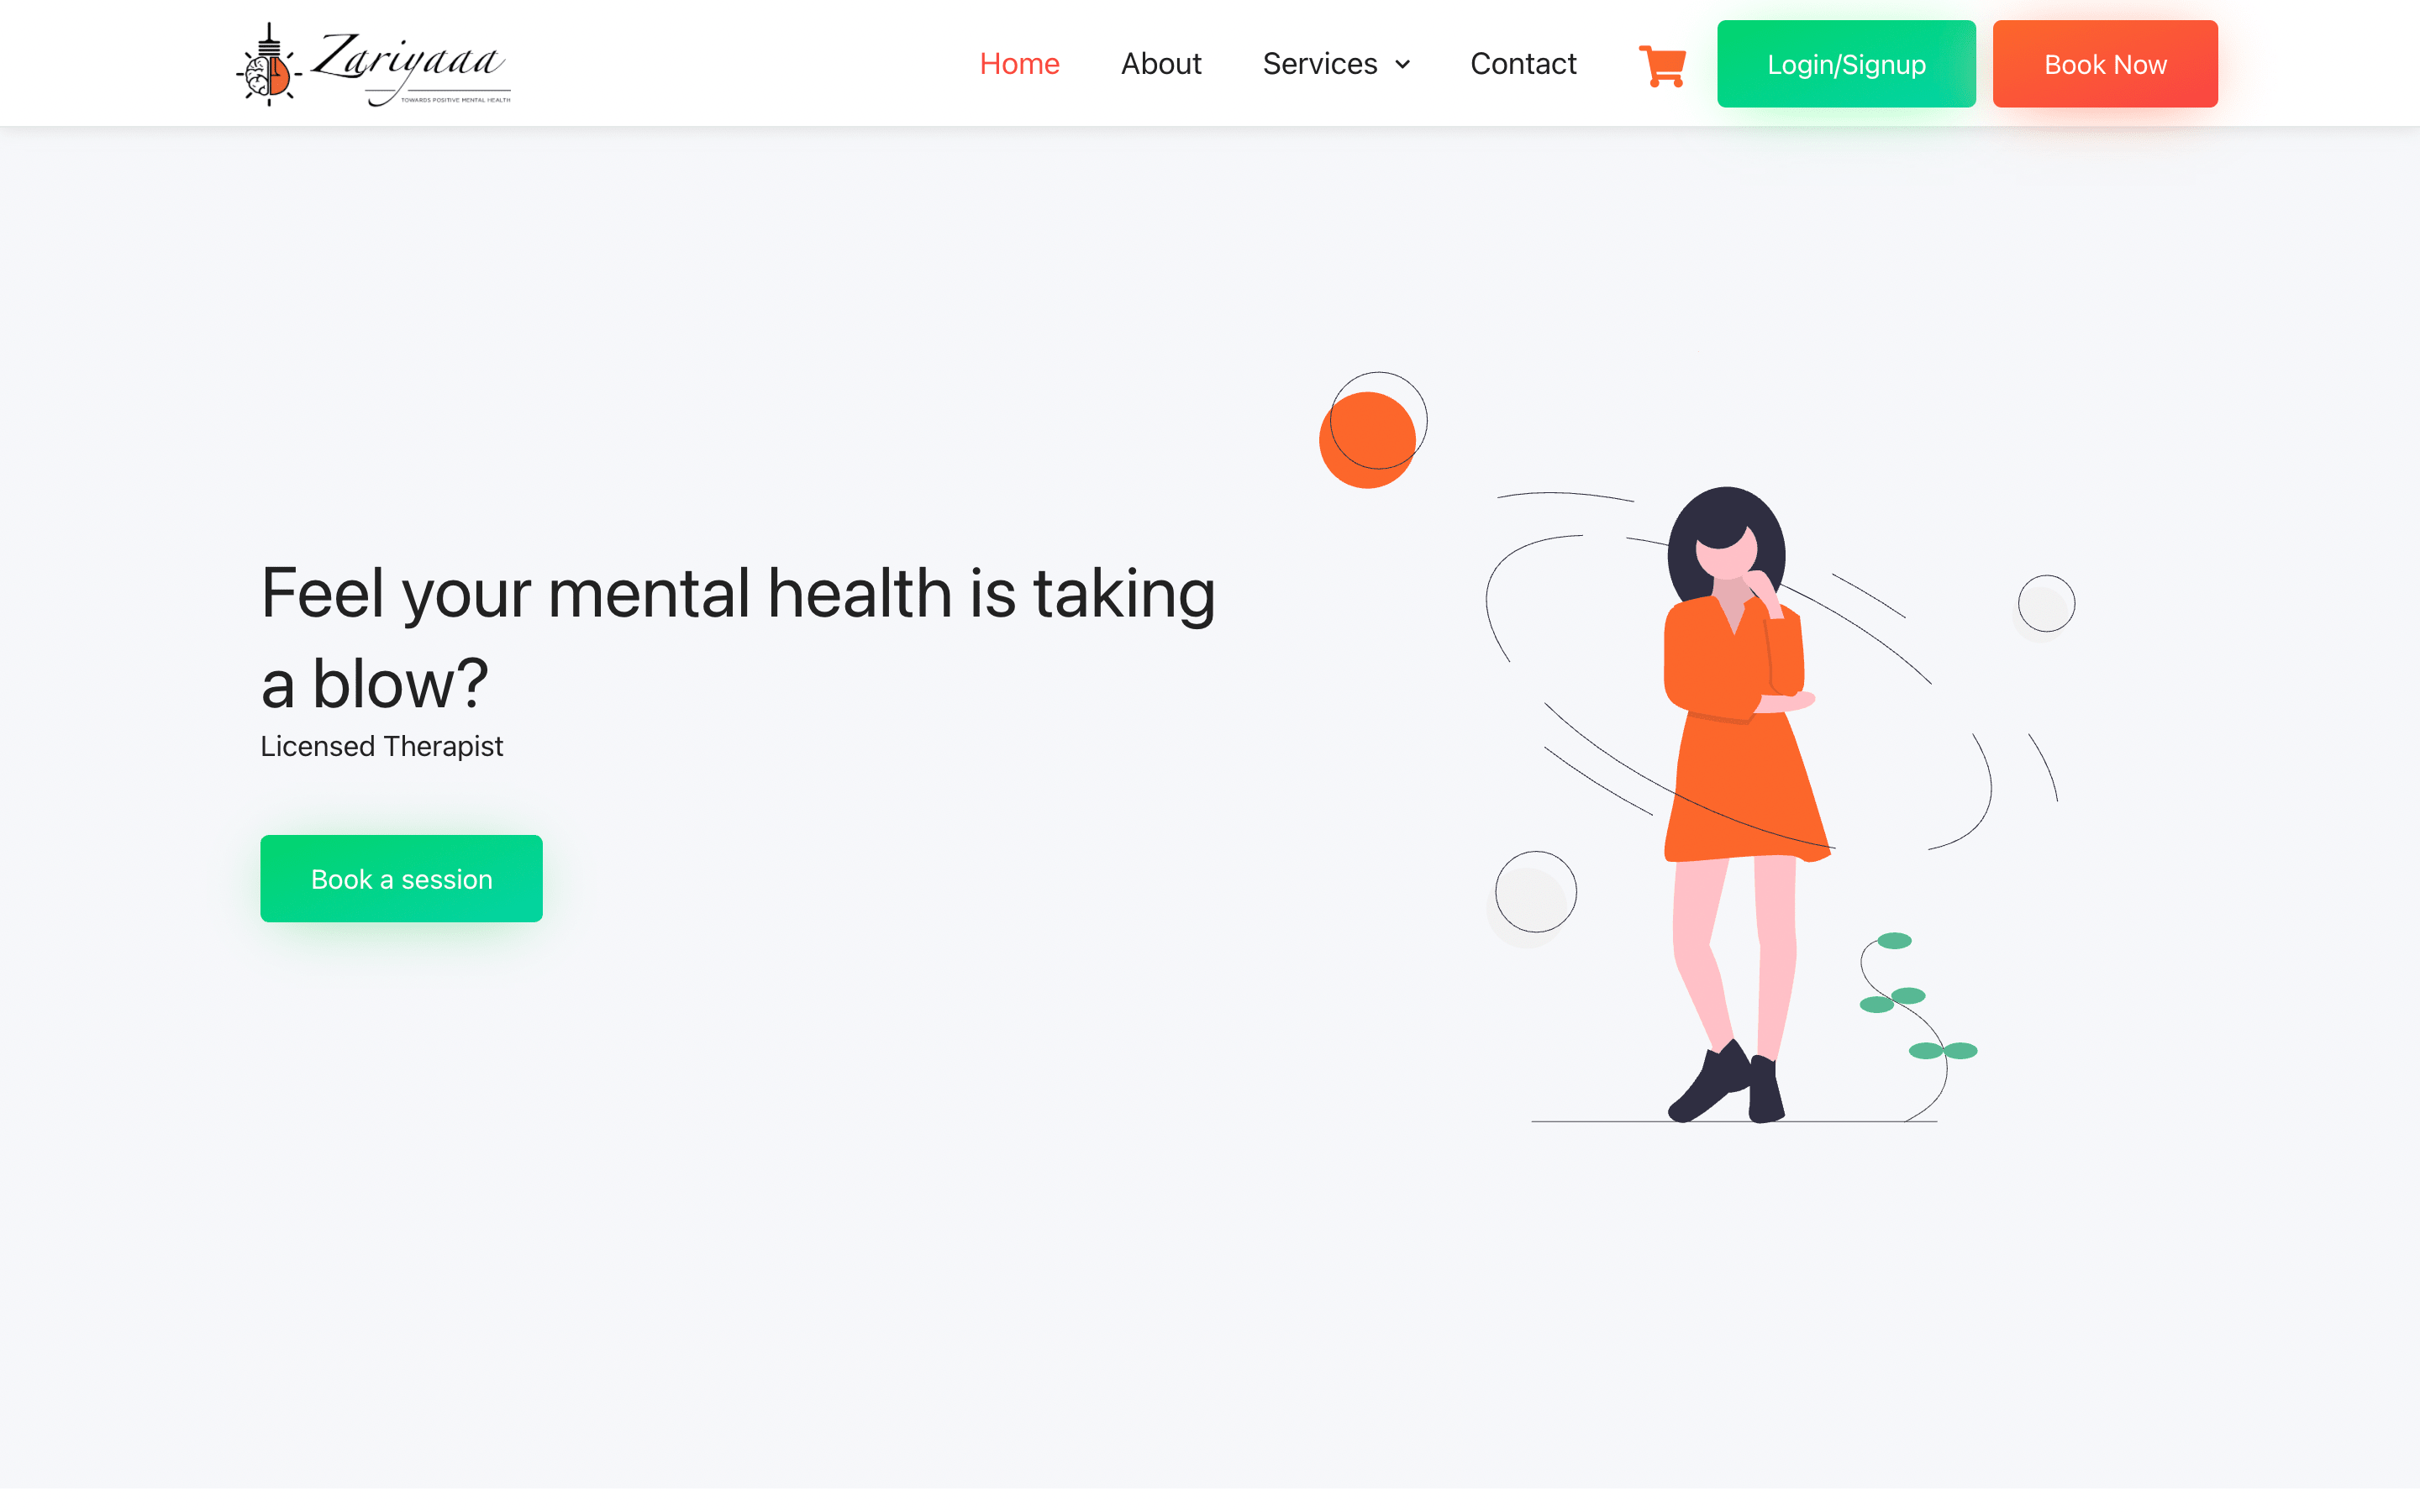 Zariyaaa
TOWARDS POSITIVE MENTAL HEALTH
Home About Services Contact Login/Signup Book Now
Feel your mental health is taking
a blow?
Licensed Therapist
Book a session